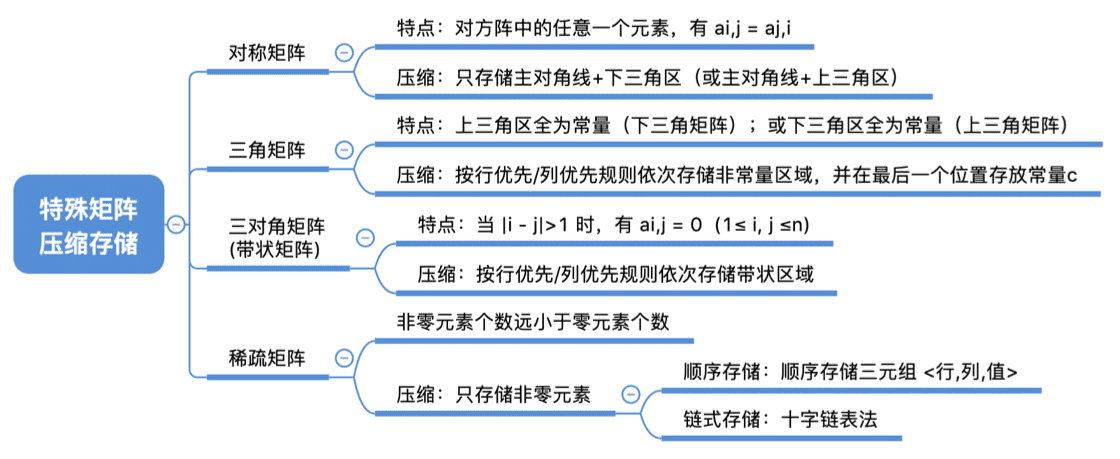 特殊矩阵
压缩存储
对称矩阵
特点：对方阵中的任意一个元素，有 ai,j = aj,i
压缩：只存储主对角线+下三角区（或主对角线+上三角区）
三角矩阵
特点：上三角区全为常量（下三角矩阵）；或下三角区全为常量（上三角矩阵）
压缩：按行优先/列优先规则依次存储非常量区域，并在最后一个位置存放常量c
三对角矩阵
(带状矩阵)
特点：当 |i - j|>1 时，有 ai,j = 0（1≤ i, j ≤n)
压缩：按行优先/列优先规则依次存储带状区域
稀疏矩阵
非零元素个数远小于零元素个数
压缩：只存储非零元素
顺序存储：顺序存储三元组 <行,列,值>
链式存储：十字链表法